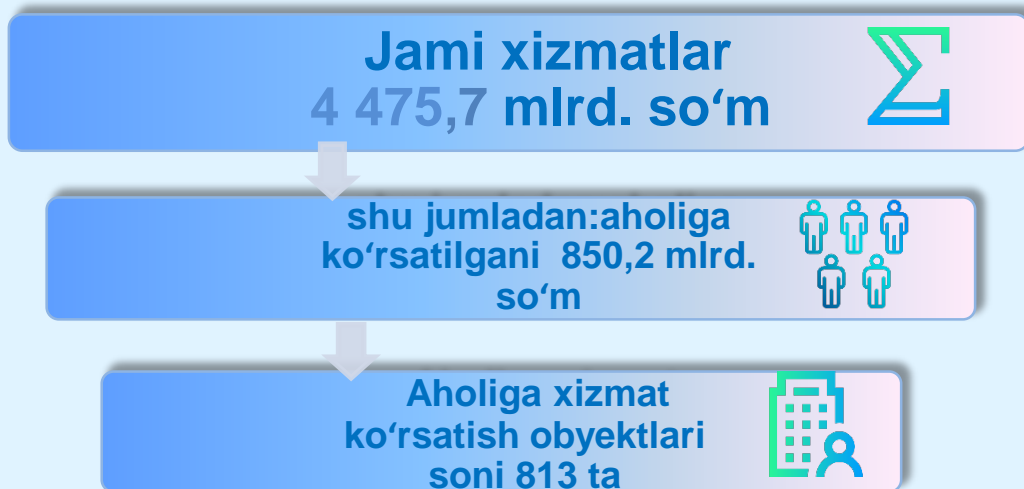 Jami xizmatlar
4 475,7 mlrd. so‘m
shu jumladan:aholiga
ko‘rsatilgani 850,2 mlrd.
so‘m
Aholiga xizmat
ko‘rsatish obyektlari
soni 813 ta